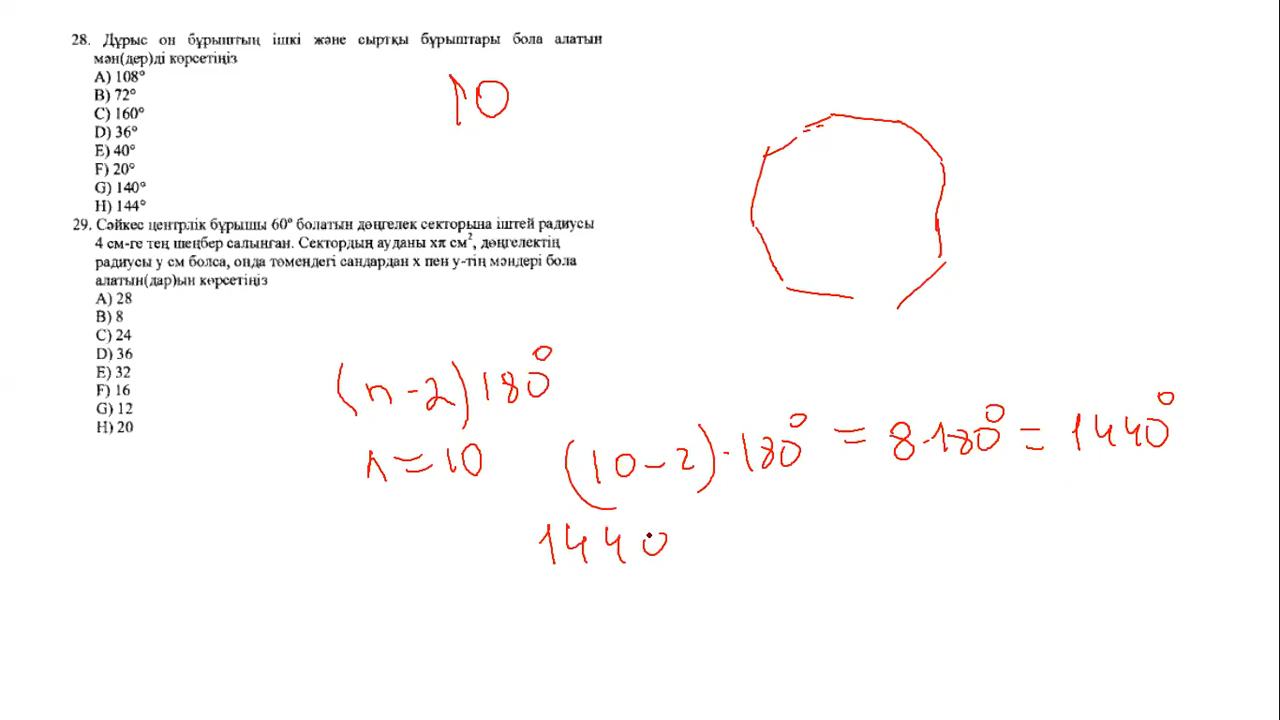 28. Дұрыс он бұрыштың ішкі және сыртқы бұрыштары бола алатын
мән(дер)ді көрсетіңіз
A) 108°
B) 72°
C) 160°
D) 36°
E) 40°
F) 20°
G) 140°
H) 144°
29. Сәйкес центрлік бұрышы 60° болатын дөңгелек секторына іштей радиусы
4 см-ге тең шеңбер салынған. Сектордың ауданы xπ см², дөңгелектің
радиусы y см болса, онда төмендегі сандардан x пен y-тің мәндері бола
алатын(дар)ын көрсетіңіз
A) 28
B) 8
C) 24
D) 36
E) 32
F) 16
G) 12
H) 20
10
(n-2)180°
n=10
(10-2)·180°=8·180°=1440°
1440